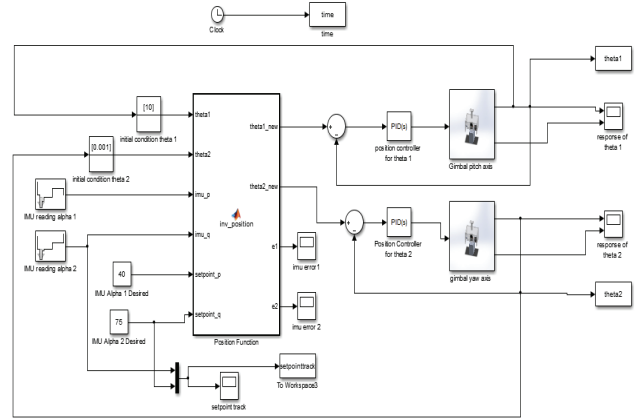 Clock
time
time
theta1
[10]
initial condition theta 1
[0.001]
initial condition theta 2
IMU reading alpha 1
IMU reading alpha 2
40
IMU Alpha 1 Desired
75
IMU Alpha 2 Desired
theta1
theta2
imu_p
imu_q
setpoint_p
setpoint_q
inv_position
theta1_new
theta2_new
e1
e2
Position Function
imu error1
imu error 2
setpointtrack
To Workspace3
setpoint track
+
−
PID(s)
position controller
for theta 1
Gimbal pitch axis
response of
theta 1
+
−
PID(s)
Position Controller
for theta 2
gimbal yaw axis
response of
theta 2
theta2